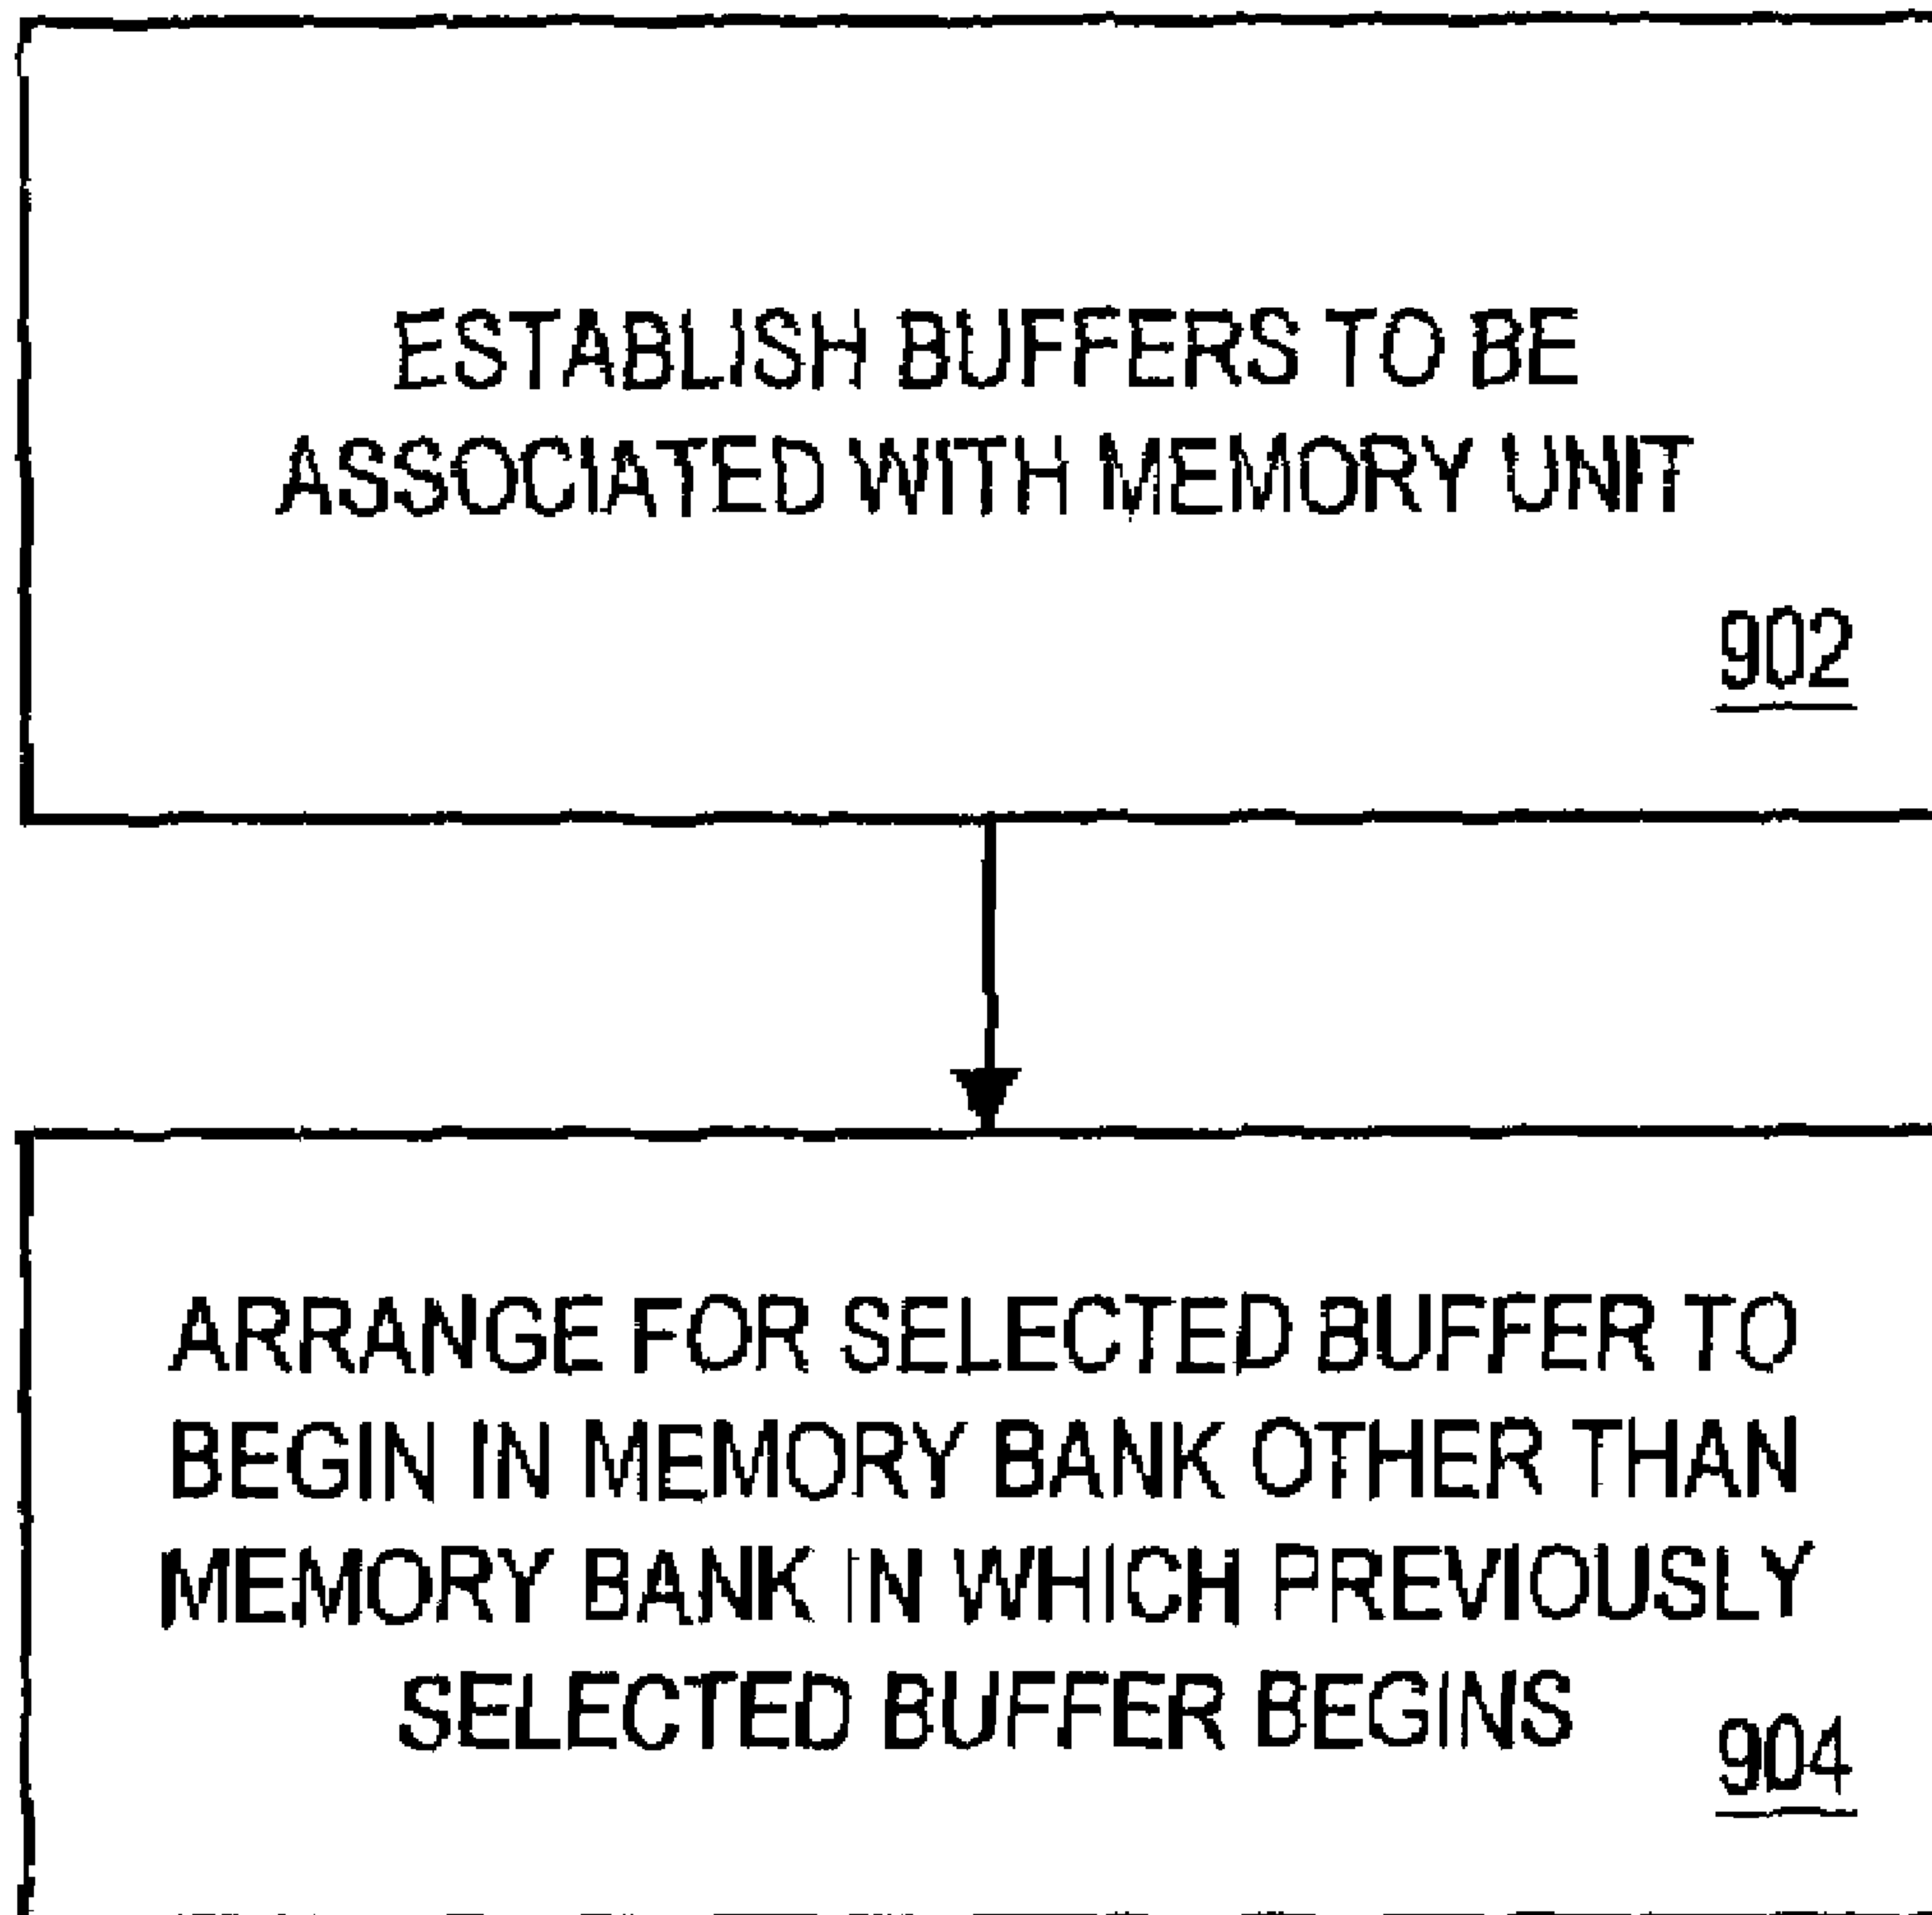 ESTABLISH BUFFERS TO BE
ASSOCIATED WITH MEMORY UNIT
902
ARRANGE FOR SELECTED BUFFER TO
BEGIN IN MEMORY BANK OTHER THAN
MEMORY BANK IN WHICH PREVIOUSLY
SELECTED BUFFER BEGINS
904